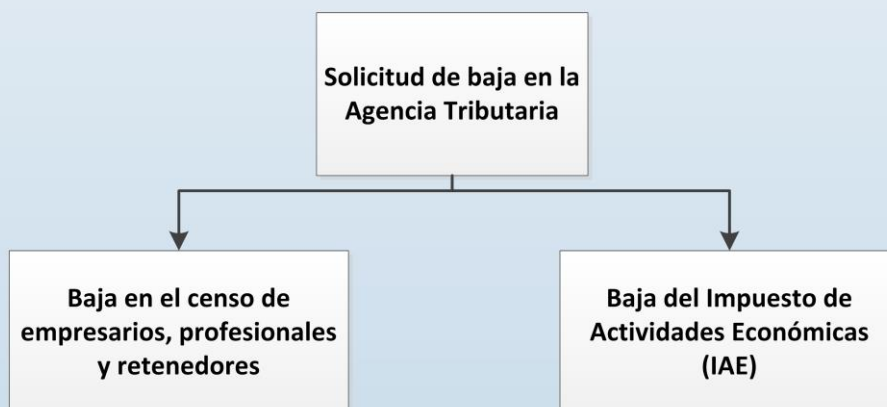 Solicitud de baja en la
Agencia Tributaria
Baja en el censo de
empresarios, profesionales
y retenedores
Baja del Impuesto de
Actividades Económicas
(IAE)